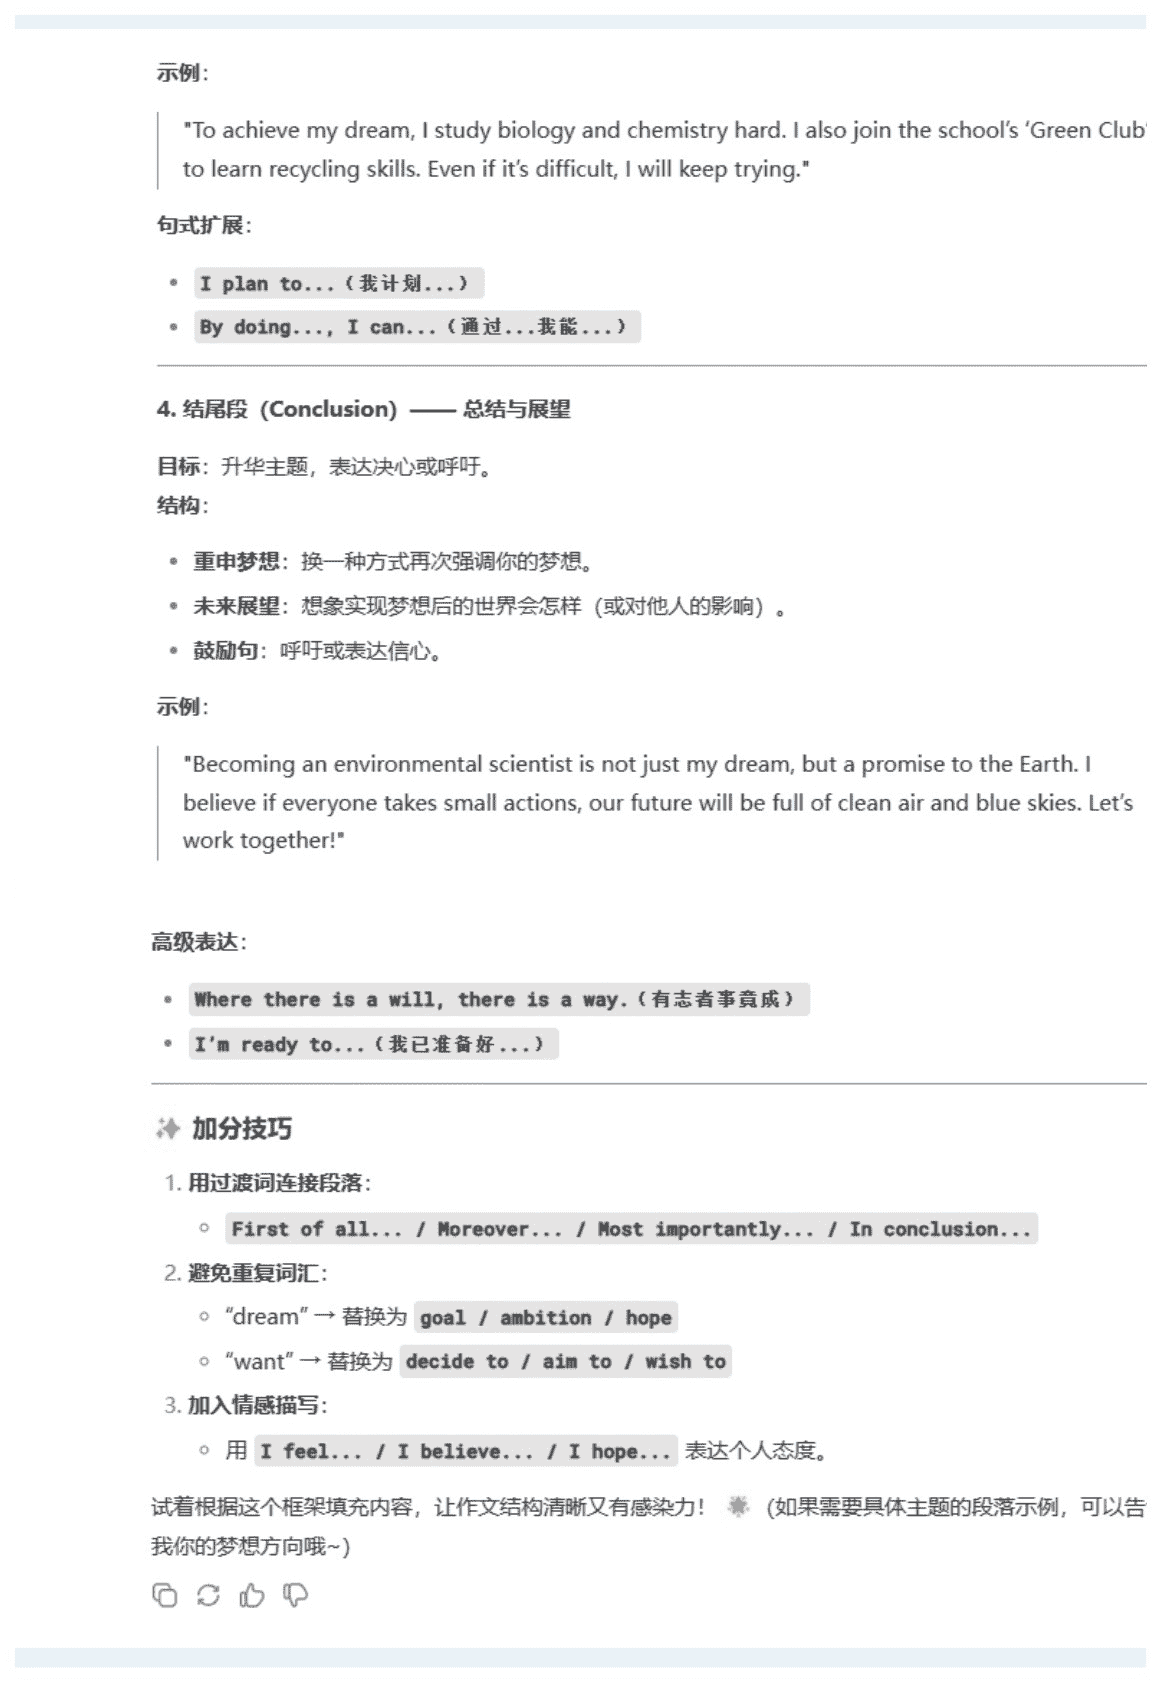 示例：
"To achieve my dream, I study biology and chemistry hard. I also join the school’s ‘Green Club’
to learn recycling skills. Even if it’s difficult, I will keep trying."
句式扩展：
• I plan to...（我计划...）
• By doing..., I can...（通过...我能...）
4. 结尾段（Conclusion）—— 总结与展望
目标：升华主题，表达决心或呼吁。
结构：
• 重申梦想：换一种方式再次强调你的梦想。
• 未来展望：想象实现梦想后的世界会怎样（或对他人的影响）。
• 鼓励句：呼吁或表达信心。
示例：
"Becoming an environmental scientist is not just my dream, but a promise to the Earth. I
believe if everyone takes small actions, our future will be full of clean air and blue skies. Let’s
work together!"
高级表达：
• Where there is a will, there is a way.（有志者事竟成）
• I’m ready to...（我已准备好...）
加分技巧
1. 用过渡词连接段落：
First of all... / Moreover... / Most importantly... / In conclusion...
2. 避免重复词汇：
“dream” → 替换为 goal / ambition / hope
“want” → 替换为 decide to / aim to / wish to
3. 加入情感描写：
用 I feel... / I believe... / I hope... 表达个人态度。
试着根据这个框架填充内容，让作文结构清晰又有感染力！（如果需要具体主题的段落示例，可以告
我你的梦想方向哦~）